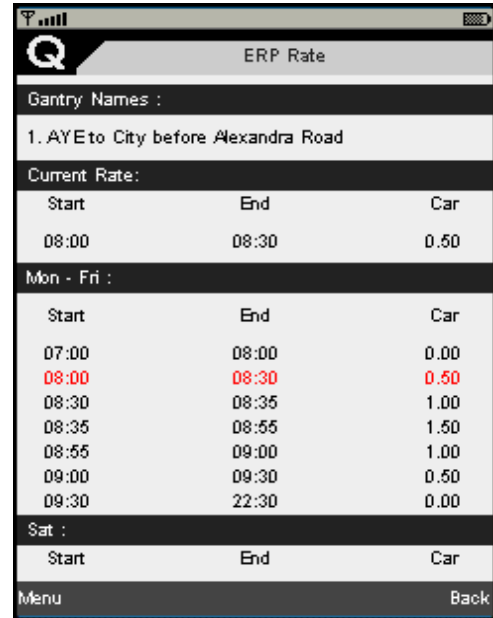 Q
ERP Rate
Gantry Names :
1. AYE to City before Alexandra Road
Current Rate:
Start End Car
08:00 08:30 0.50
Mon - Fri :
Start End Car
07:00 08:00 0.00
08:00 08:30 0.50
08:30 08:35 1.00
08:35 08:55 1.50
08:55 09:00 1.00
09:00 09:30 0.50
09:30 22:30 0.00
Sat :
Start End Car
Menu Back